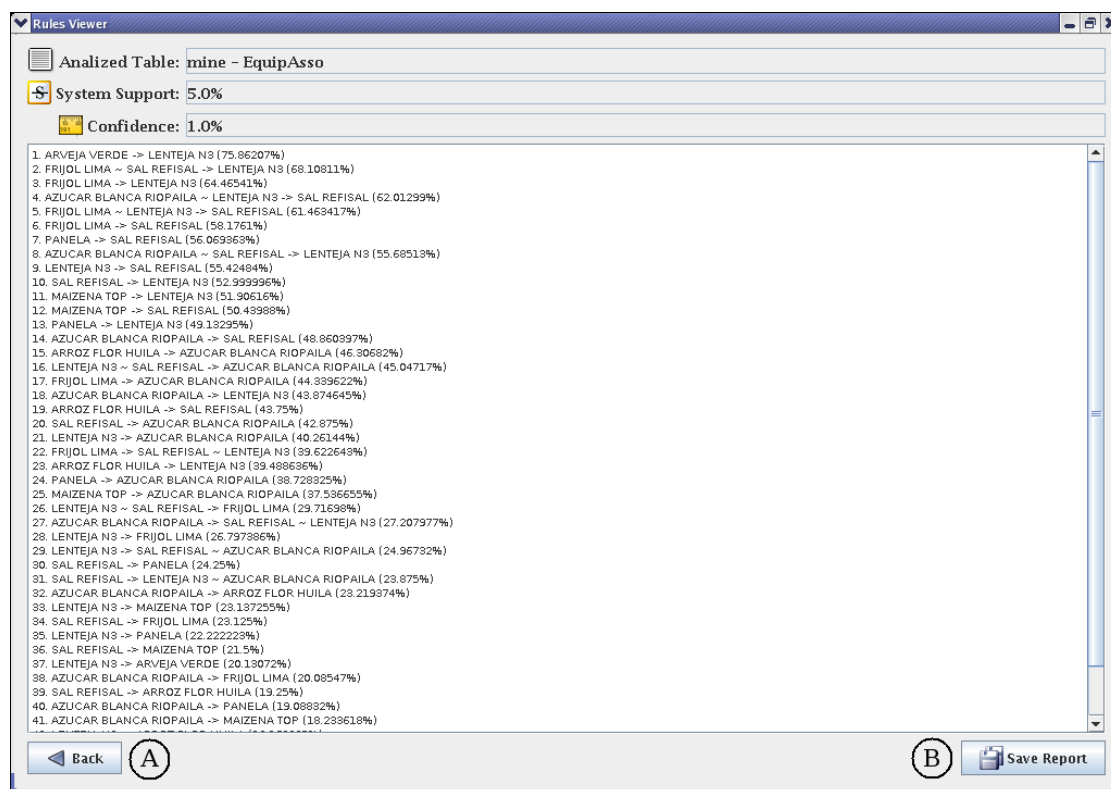 Rules Viewer
Analized Table: mine - EquipAsso
System Support: 5.0%
Confidence: 1.0%
1. ARVEJA VERDE -> LENTEJA N3 (75.86207%)
2. FRIJOL LIMA ~ SAL REFISAL -> LENTEJA N3 (68.10811%)
3. FRIJOL LIMA -> LENTEJA N3 (64.46541%)
4. AZUCAR BLANCA RIOPAILA ~ LENTEJA N3 -> SAL REFISAL (62.01299%)
5. FRIJOL LIMA ~ LENTEJA N3 -> SAL REFISAL (61.463417%)
6. FRIJOL LIMA -> SAL REFISAL (58.1761%)
7. PANELA -> SAL REFISAL (56.069363%)
8. AZUCAR BLANCA RIOPAILA ~ SAL REFISAL -> LENTEJA N3 (55.68513%)
9. LENTEJA N3 -> SAL REFISAL (55.42484%)
10. SAL REFISAL -> LENTEJA N3 (52.999996%)
11. MAIZENA TOP -> LENTEJA N3 (51.90616%)
12. MAIZENA TOP -> SAL REFISAL (50.43988%)
13. PANELA -> LENTEJA N3 (49.13295%)
14. AZUCAR BLANCA RIOPAILA -> SAL REFISAL (48.860397%)
15. ARROZ FLOR HUILA -> AZUCAR BLANCA RIOPAILA (46.30682%)
16. LENTEJA N3 ~ SAL REFISAL -> AZUCAR BLANCA RIOPAILA (45.04717%)
17. FRIJOL LIMA -> AZUCAR BLANCA RIOPAILA (44.339622%)
18. AZUCAR BLANCA RIOPAILA -> LENTEJA N3 (43.874645%)
19. ARROZ FLOR HUILA -> SAL REFISAL (43.75%)
20. SAL REFISAL -> AZUCAR BLANCA RIOPAILA (42.875%)
21. LENTEJA N3 -> AZUCAR BLANCA RIOPAILA (40.26144%)
22. FRIJOL LIMA -> SAL REFISAL ~ LENTEJA N3 (39.622643%)
23. ARROZ FLOR HUILA -> LENTEJA N3 (39.488636%)
24. PANELA -> AZUCAR BLANCA RIOPAILA (38.728325%)
25. MAIZENA TOP -> AZUCAR BLANCA RIOPAILA (37.536655%)
26. LENTEJA N3 ~ SAL REFISAL -> FRIJOL LIMA (29.71698%)
27. AZUCAR BLANCA RIOPAILA -> SAL REFISAL ~ LENTEJA N3 (27.207977%)
28. LENTEJA N3 -> FRIJOL LIMA (26.797386%)
29. LENTEJA N3 -> SAL REFISAL ~ AZUCAR BLANCA RIOPAILA (24.96732%)
30. SAL REFISAL -> PANELA (24.25%)
31. SAL REFISAL -> LENTEJA N3 ~ AZUCAR BLANCA RIOPAILA (23.875%)
32. AZUCAR BLANCA RIOPAILA -> ARROZ FLOR HUILA (23.219374%)
33. LENTEJA N3 -> MAIZENA TOP (23.137255%)
34. SAL REFISAL -> FRIJOL LIMA (23.125%)
35. LENTEJA N3 -> PANELA (22.222223%)
36. SAL REFISAL -> MAIZENA TOP (21.5%)
37. LENTEJA N3 -> ARVEJA VERDE (20.13072%)
38. AZUCAR BLANCA RIOPAILA -> FRIJOL LIMA (20.08547%)
39. SAL REFISAL -> ARROZ FLOR HUILA (19.25%)
40. AZUCAR BLANCA RIOPAILA -> PANELA (19.08832%)
41. AZUCAR BLANCA RIOPAILA -> MAIZENA TOP (18.233618%)
Back A B Save Report